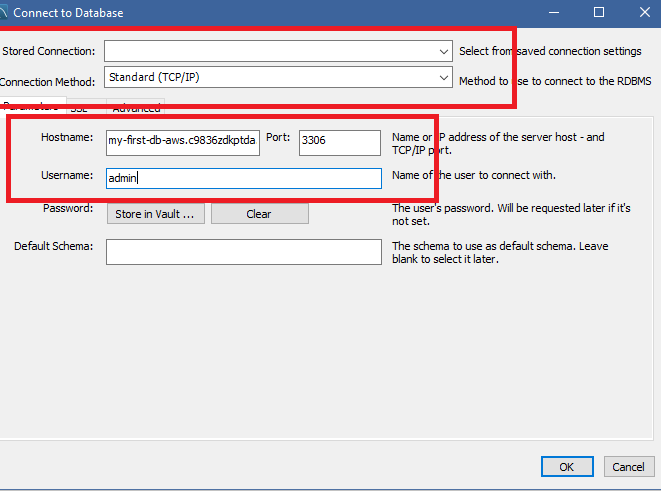 Connect to Database
Stored Connection:
Select from saved connection settings
Connection Method: Standard (TCP/IP)
Method to use to connect to the RDBMS
Parameters SSL Advanced
Hostname: my-first-db-aws.c9836zdkptda Port: 3306
Name or IP address of the server host - and
TCP/IP port.
Username: admin
Name of the user to connect with.
Password: Store in Vault ... Clear
The user's password. Will be requested later if it's
not set.
Default Schema:
The schema to use as default schema. Leave
blank to select it later.
OK Cancel